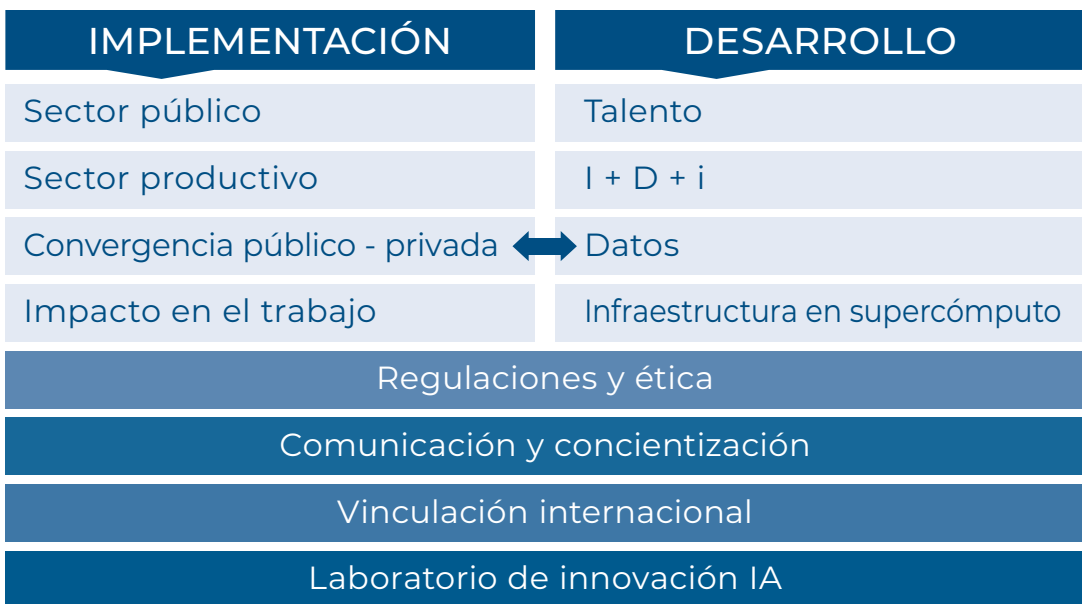 IMPLEMENTACIÓN
Sector público
Sector productivo
Convergencia público - privada
Impacto en el trabajo
DESARROLLO
Talento
I + D + i
Datos
Infraestructura en supercómputo
Regulaciones y ética
Comunicación y concientización
Vinculación internacional
Laboratorio de innovación IA